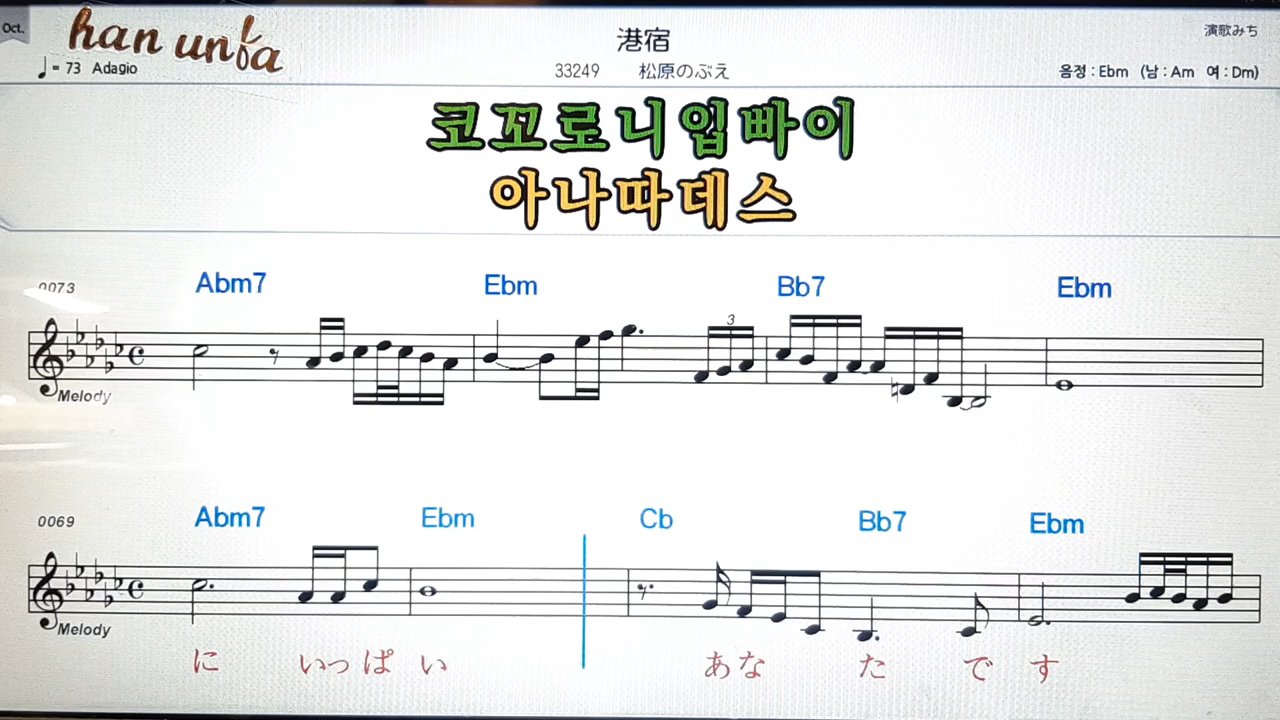 Oct.
han unba
♩= 73 Adagio
港宿
33249 松原のぶえ
演歌みち
음정 : Ebm (남 : Am 여 : Dm)
코꼬로니입빠이
아나따데스
0073
Abm7 Ebm Bb7 Ebm
3
Melody
0069
Abm7 Ebm Cb Bb7 Ebm
Melody
に いっぱ い あな た で す